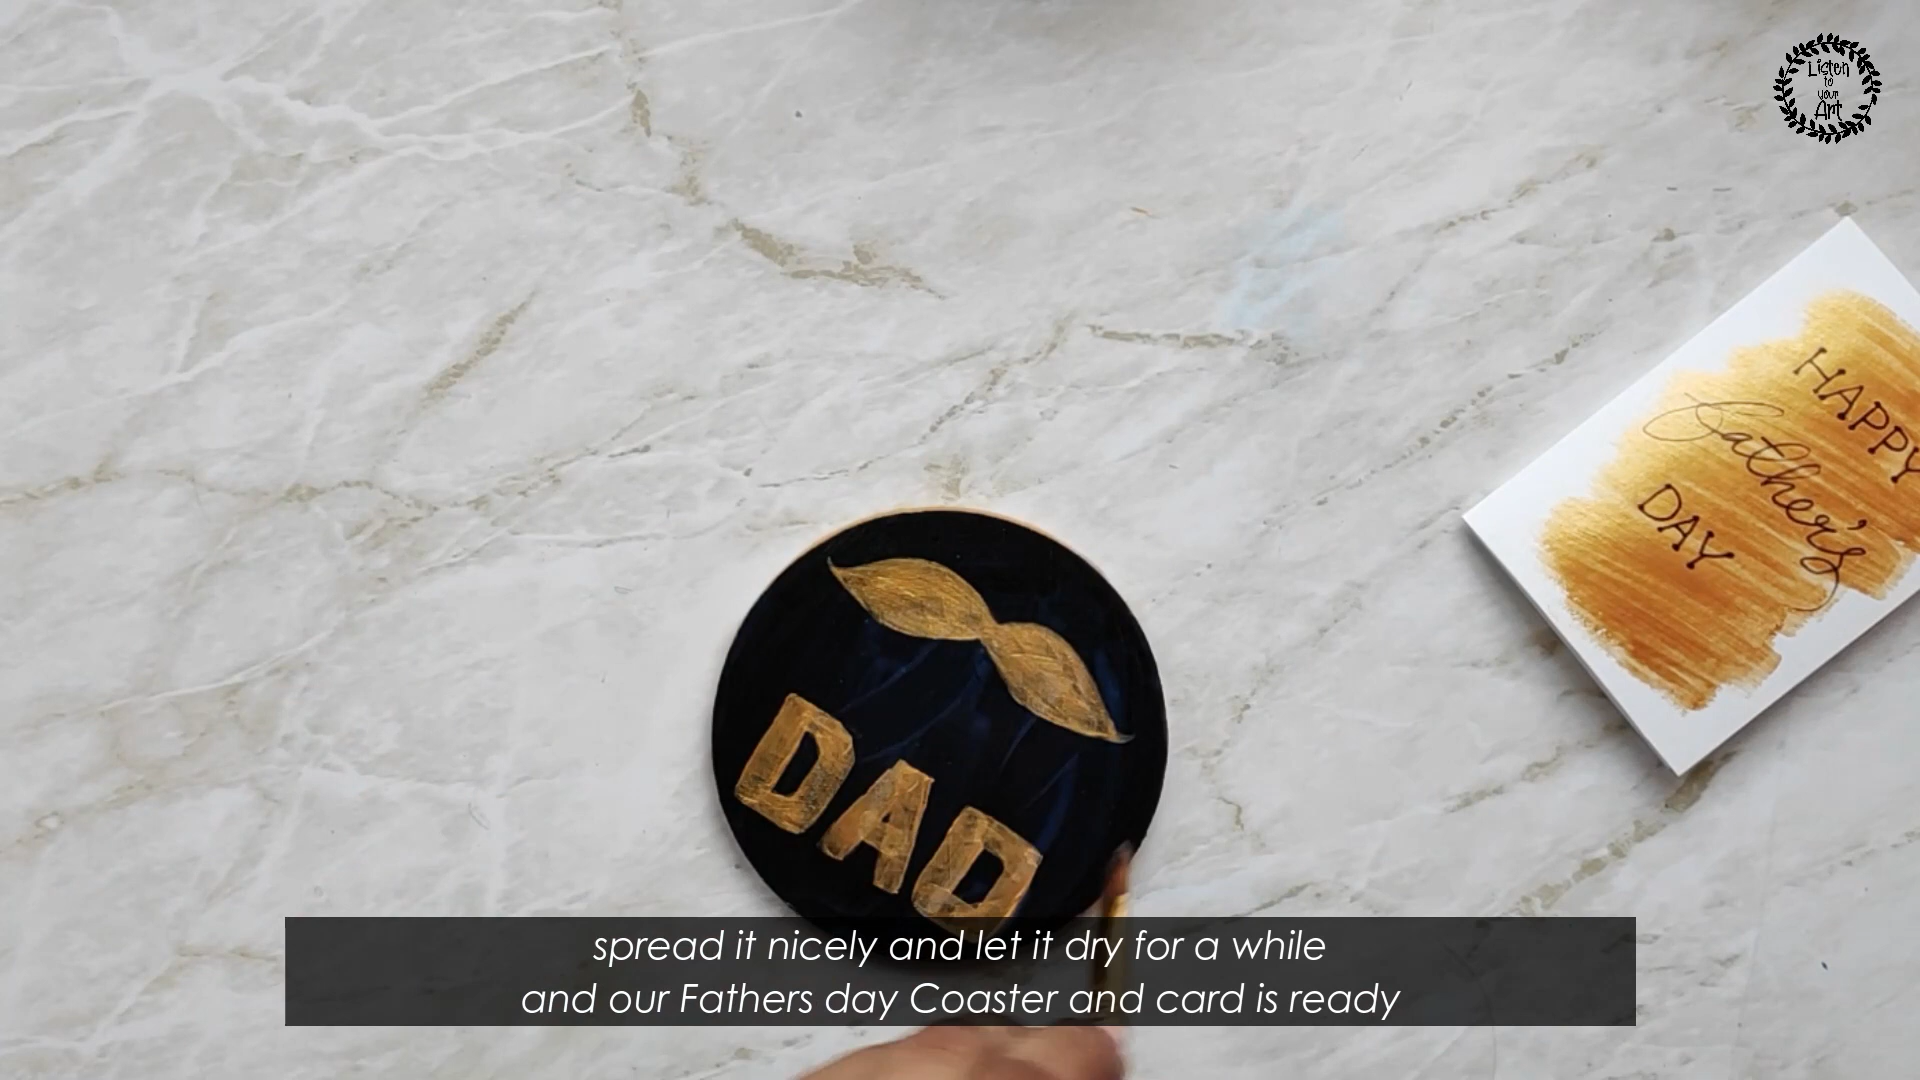 Listen
to
your
Art
HAPPY
father's
DAY
DAD
spread it nicely and let it dry for a while
and our Fathers day Coaster and card is ready